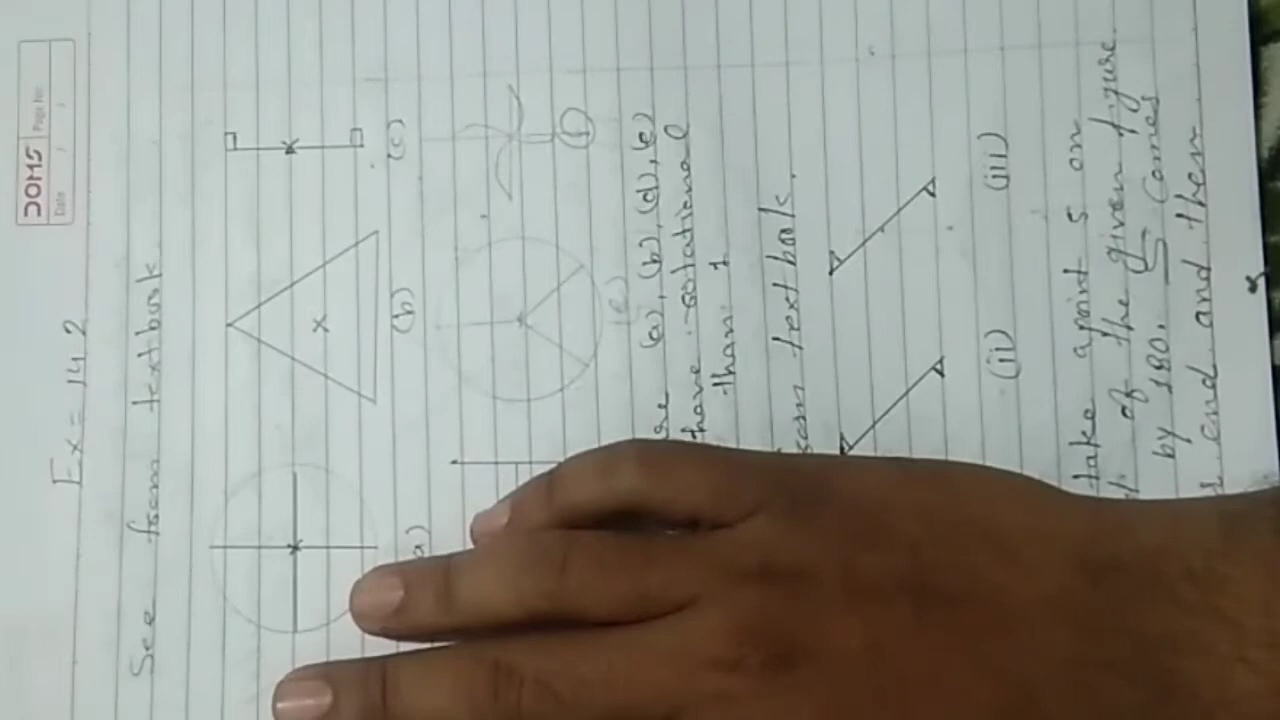 DOMS
Page No.
Date / /
Ex = 14.2
See from textbook
(a) (b) (c)
(e) (f)
(a), (b), (d), (e)
have rotational
than 1
textbook.
(ii) (iii)
take a point s on
of the given figure.
by 180. S comes
end and then